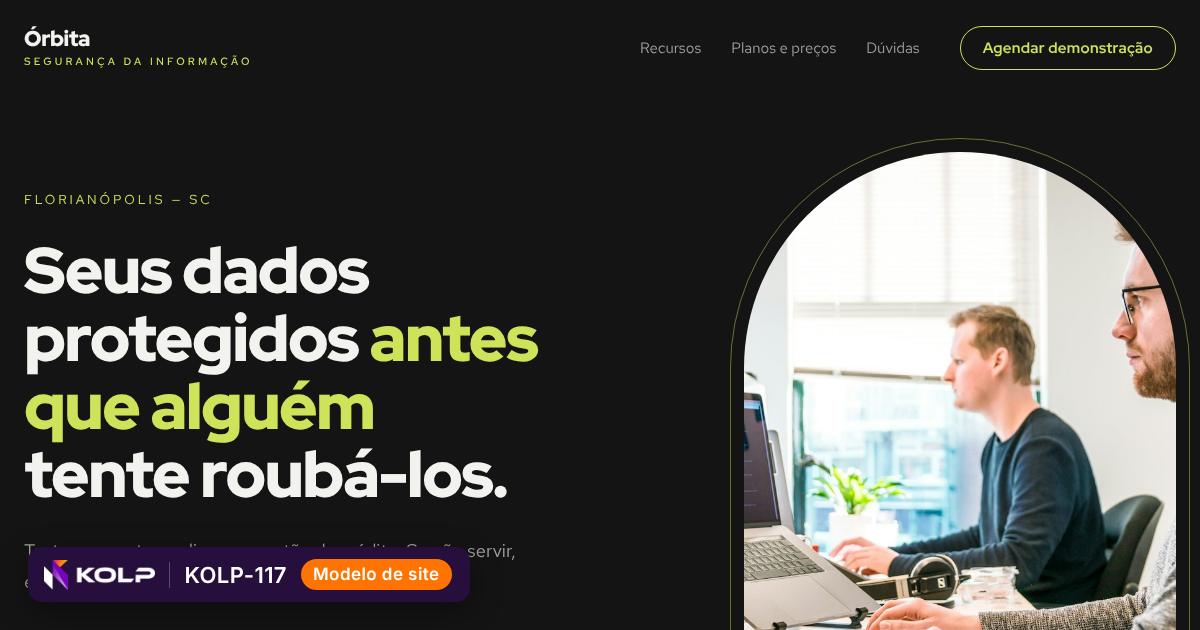 Órbita
SEGURANÇA DA INFORMAÇÃO
Recursos
Planos e preços
Dúvidas
Agendar demonstração
FLORIANÓPOLIS — SC
Seus dados
protegidos antes
que alguém
tente roubá-los.
servir,
KOLP
KOLP-117
Modelo de site